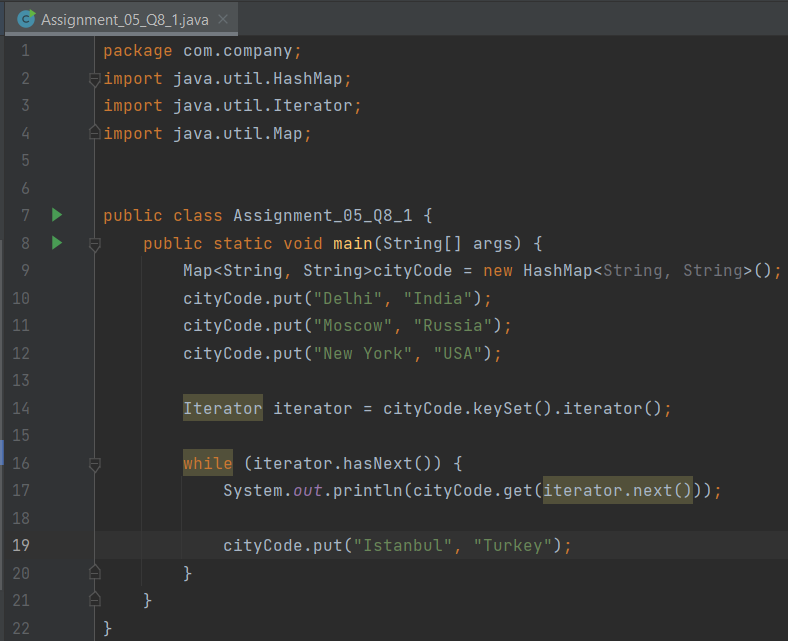 Assignment_05_Q8_1.java
1 package com.company;
2 import java.util.HashMap;
3 import java.util.Iterator;
4 import java.util.Map;
5
6
7 public class Assignment_05_Q8_1 {
8     public static void main(String[] args) {
9         Map<String, String>cityCode = new HashMap<String, String>();
10         cityCode.put("Delhi", "India");
11         cityCode.put("Moscow", "Russia");
12         cityCode.put("New York", "USA");
13
14         Iterator iterator = cityCode.keySet().iterator();
15
16         while (iterator.hasNext()) {
17             System.out.println(cityCode.get(iterator.next()));
18
19             cityCode.put("Istanbul", "Turkey");
20         }
21     }
22 }